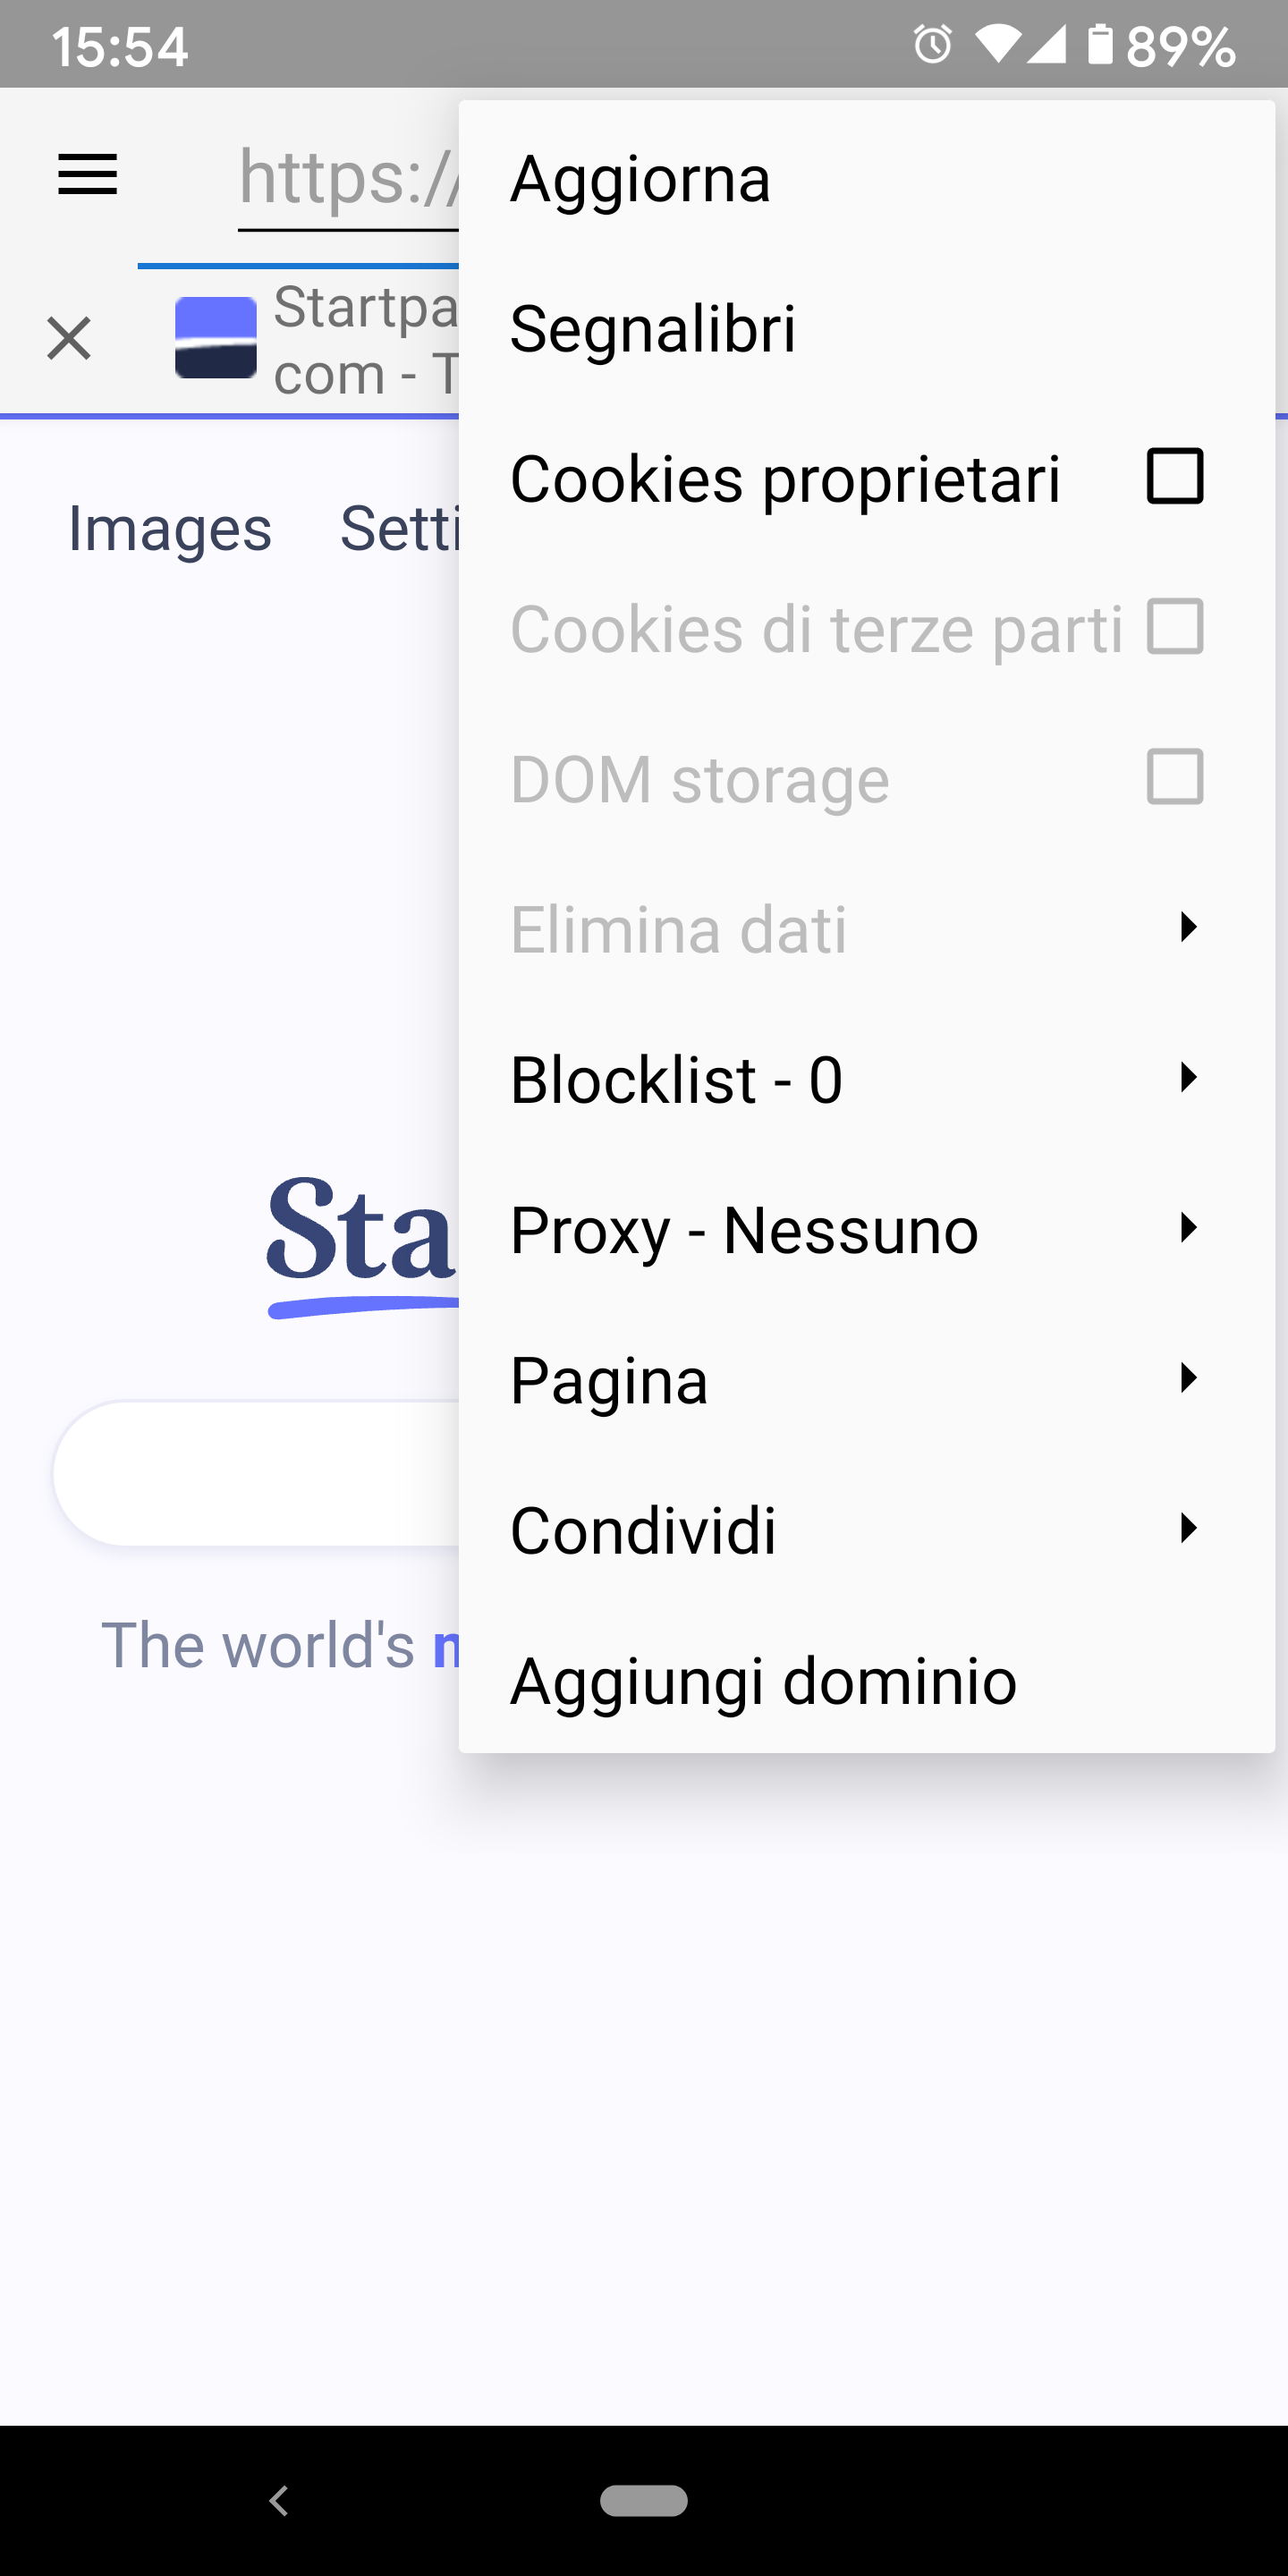 15:54
89%
https://
Startpa
com - T
Images Setti
Sta
The world's
Aggiorna
Segnalibri
Cookies proprietari
Cookies di terze parti
DOM storage
Elimina dati
Blocklist - 0
Proxy - Nessuno
Pagina
Condividi
Aggiungi dominio